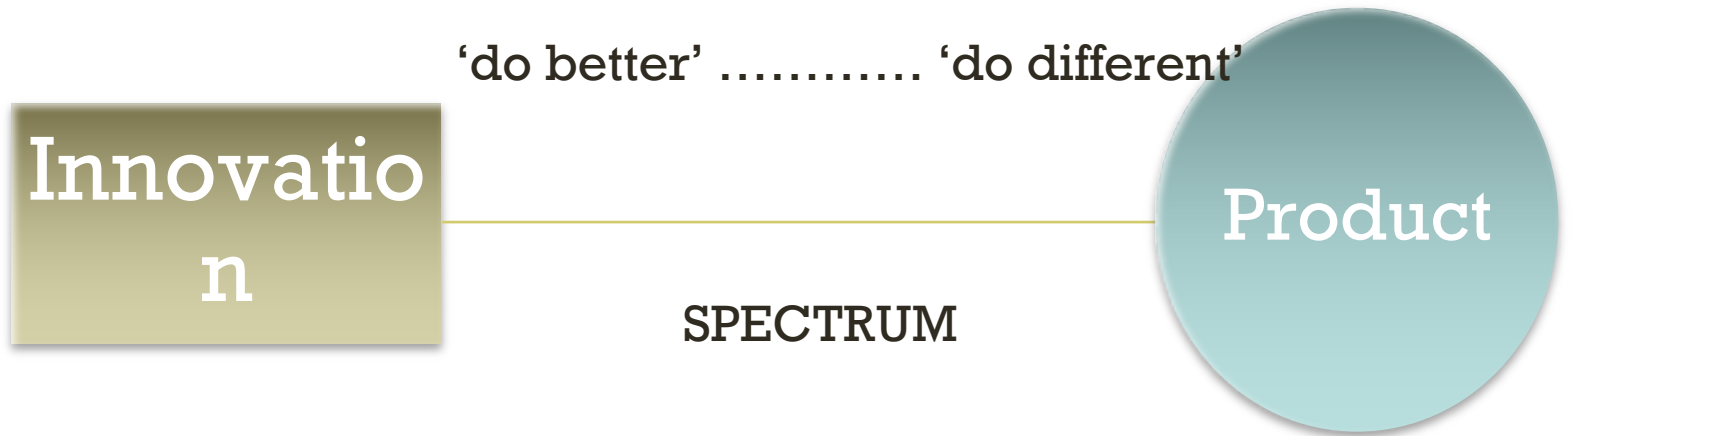 ‘do better’ ………… ‘do different’
Innovatio
n
Product
SPECTRUM